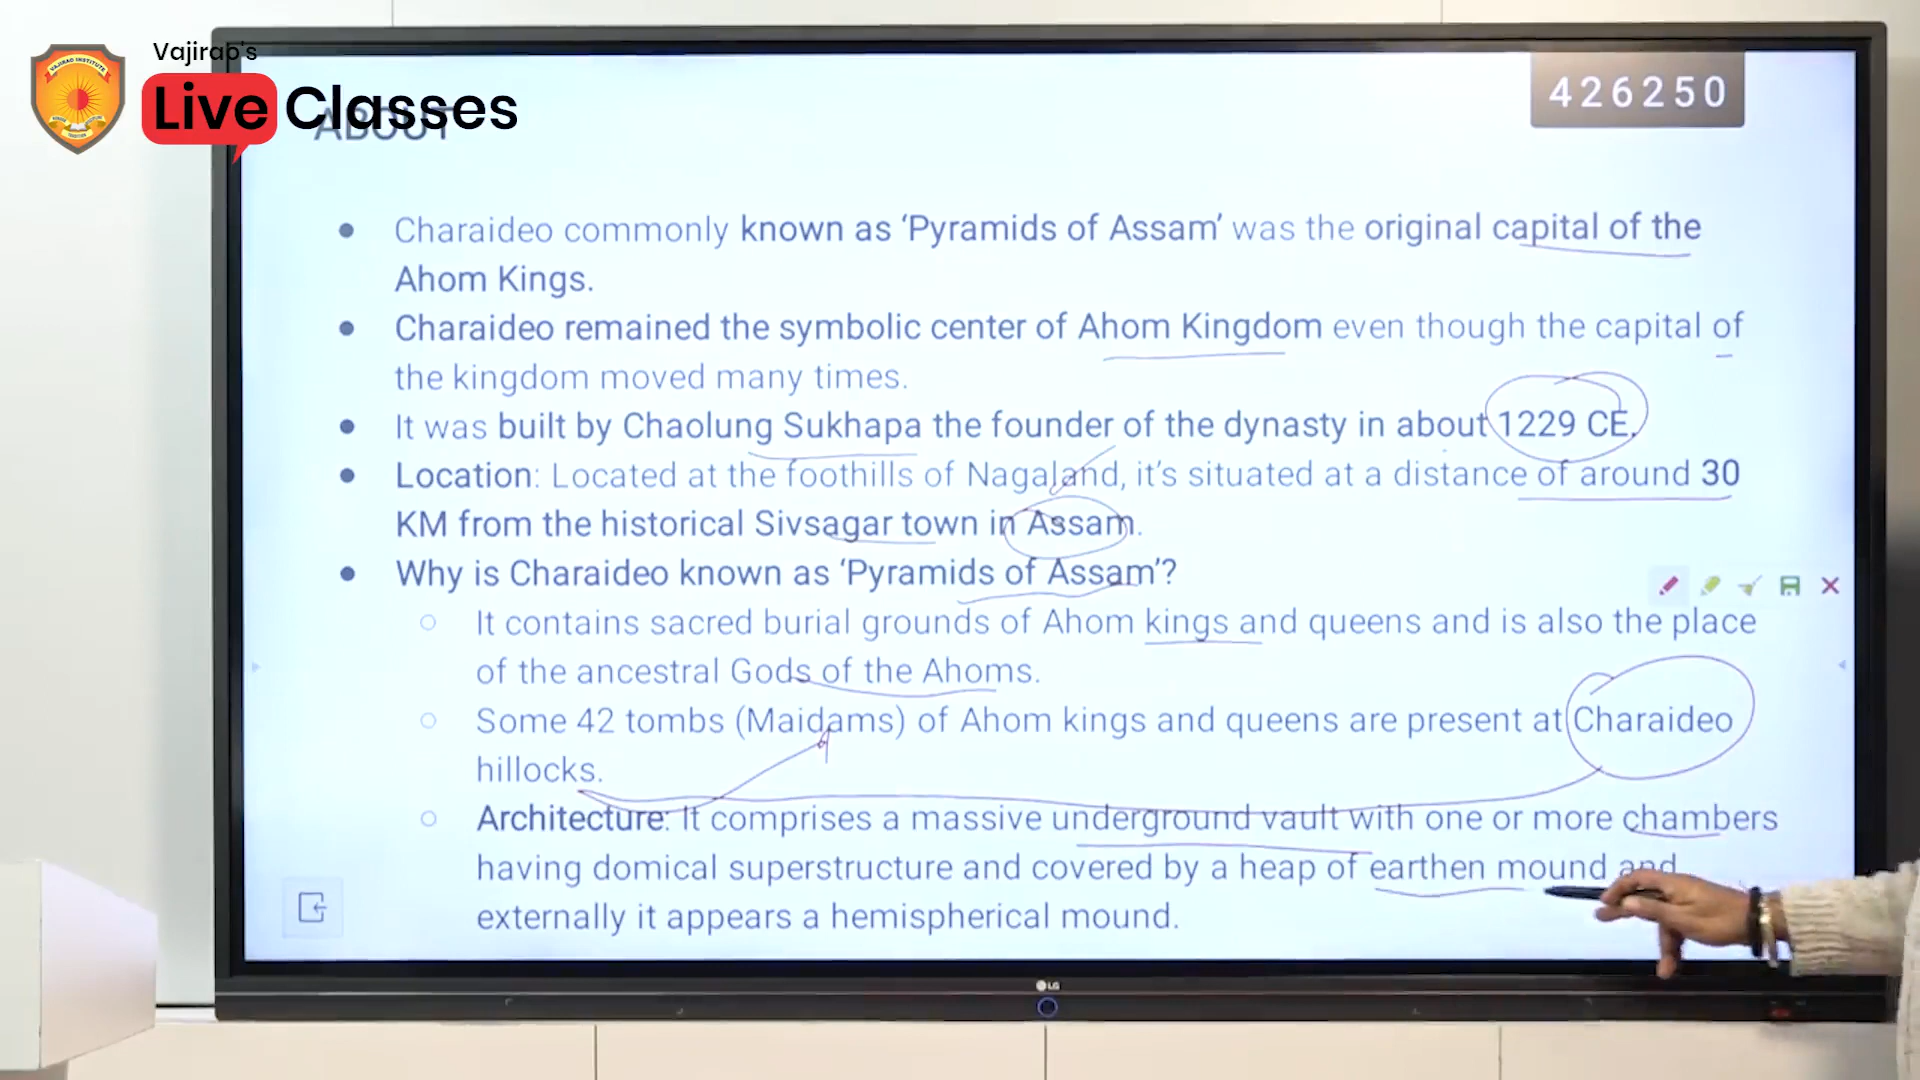 Vajirao's
Live Classes
VAJIRAO INSTITUTE
ABOUT
426250
Charaideo commonly known as ‘Pyramids of Assam’ was the original capital of the
Ahom Kings.
Charaideo remained the symbolic center of Ahom Kingdom even though the capital of
the kingdom moved many times.
It was built by Chaolung Sukhapa the founder of the dynasty in about 1229 CE.
Location: Located at the foothills of Nagaland, it’s situated at a distance of around 30
KM from the historical Sivsagar town in Assam.
Why is Charaideo known as ‘Pyramids of Assam’?
It contains sacred burial grounds of Ahom kings and queens and is also the place
of the ancestral Gods of the Ahoms.
Some 42 tombs (Maidams) of Ahom kings and queens are present at Charaideo
hillocks.
Architecture: It comprises a massive underground vault with one or more chambers
having domical superstructure and covered by a heap of earthen mound and
externally it appears a hemispherical mound.
LG